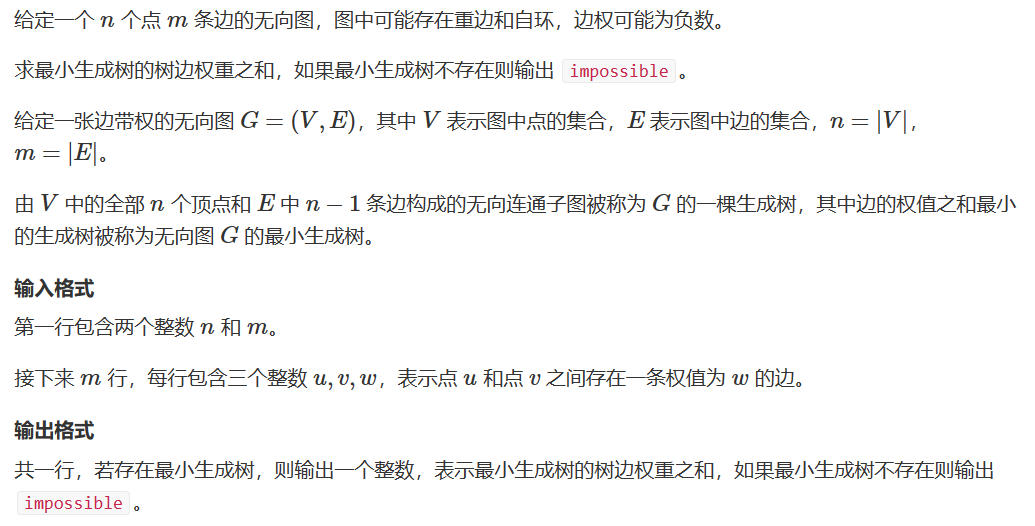 给定一个 n 个点 m 条边的无向图，图中可能存在重边和自环，边权可能为负数。
求最小生成树的树边权重之和，如果最小生成树不存在则输出 impossible 。
给定一张边带权的无向图 G = (V, E)，其中 V 表示图中点的集合，E 表示图中边的集合，n = |V|，
m = |E|。
由 V 中的全部 n 个顶点和 E 中 n − 1 条边构成的无向连通子图被称为 G 的一棵生成树，其中边的权值之和最小
的生成树被称为无向图 G 的最小生成树。
输入格式
第一行包含两个整数 n 和 m。
接下来 m 行，每行包含三个整数 u, v, w，表示点 u 和点 v 之间存在一条权值为 w 的边。
输出格式
共一行，若存在最小生成树，则输出一个整数，表示最小生成树的树边权重之和，如果最小生成树不存在则输出
impossible 。